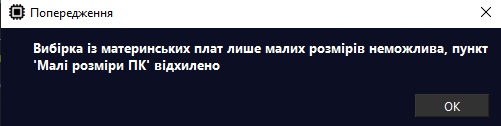 Попередження
Вибірка із материнських плат лише малих розмірів неможлива, пункт
'Малі розміри ПК' відхилено
OK